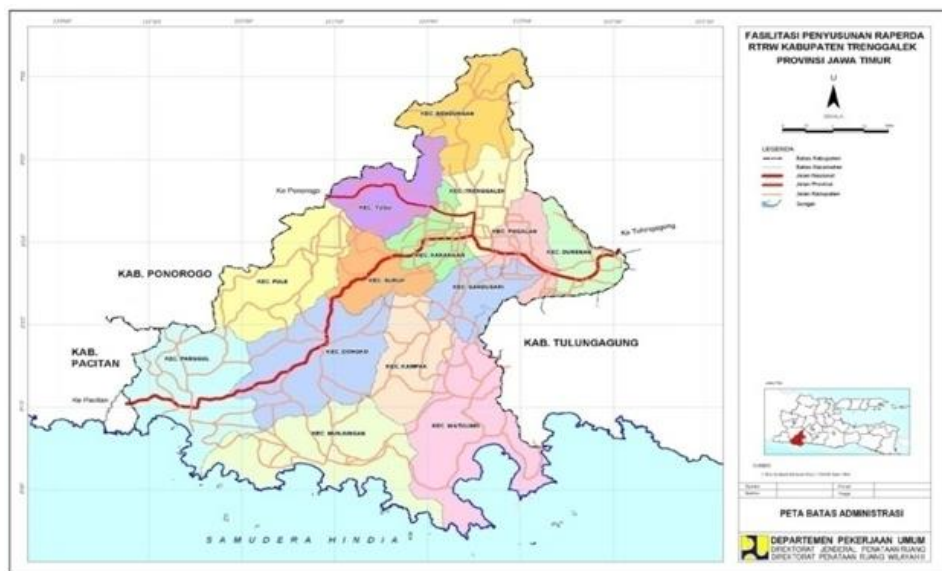 FASILITASI PENYUSUNAN RAPERDA
RTRW KABUPATEN TRENGGALEK
PROVINSI JAWA TIMUR
U
LEGENDA
Batas Kabupaten
Batas Kecamatan
Jalan Nasional
Jalan Provinsi
Jalan Kabupaten
Sungai
KEC. BENDUNGAN
Ke Ponorogo
KEC. TRENGGALEK
KEC. TUGU
KEC. POGALAN
Ke Tulungagung
KEC. DURENAN
KEC. KARANGAN
KAB. PONOROGO
KEC. PULE
KEC. SURUH
KEC. GANDUSARI
KAB. TULUNGAGUNG
KAB.
PACITAN
KEC. PANGGUL
KEC. DONGKO
KEC. KAMPAK
Ke Pacitan
KEC. MUNJUNGAN
KEC. WATULIMO
SAMUDERA HINDIA
PETA BATAS ADMINISTRASI
DEPARTEMEN PEKERJAAN UMUM
DIREKTORAT JENDERAL PENATAAN RUANG
DIREKTORAT PENATAAN RUANG WILAYAH II